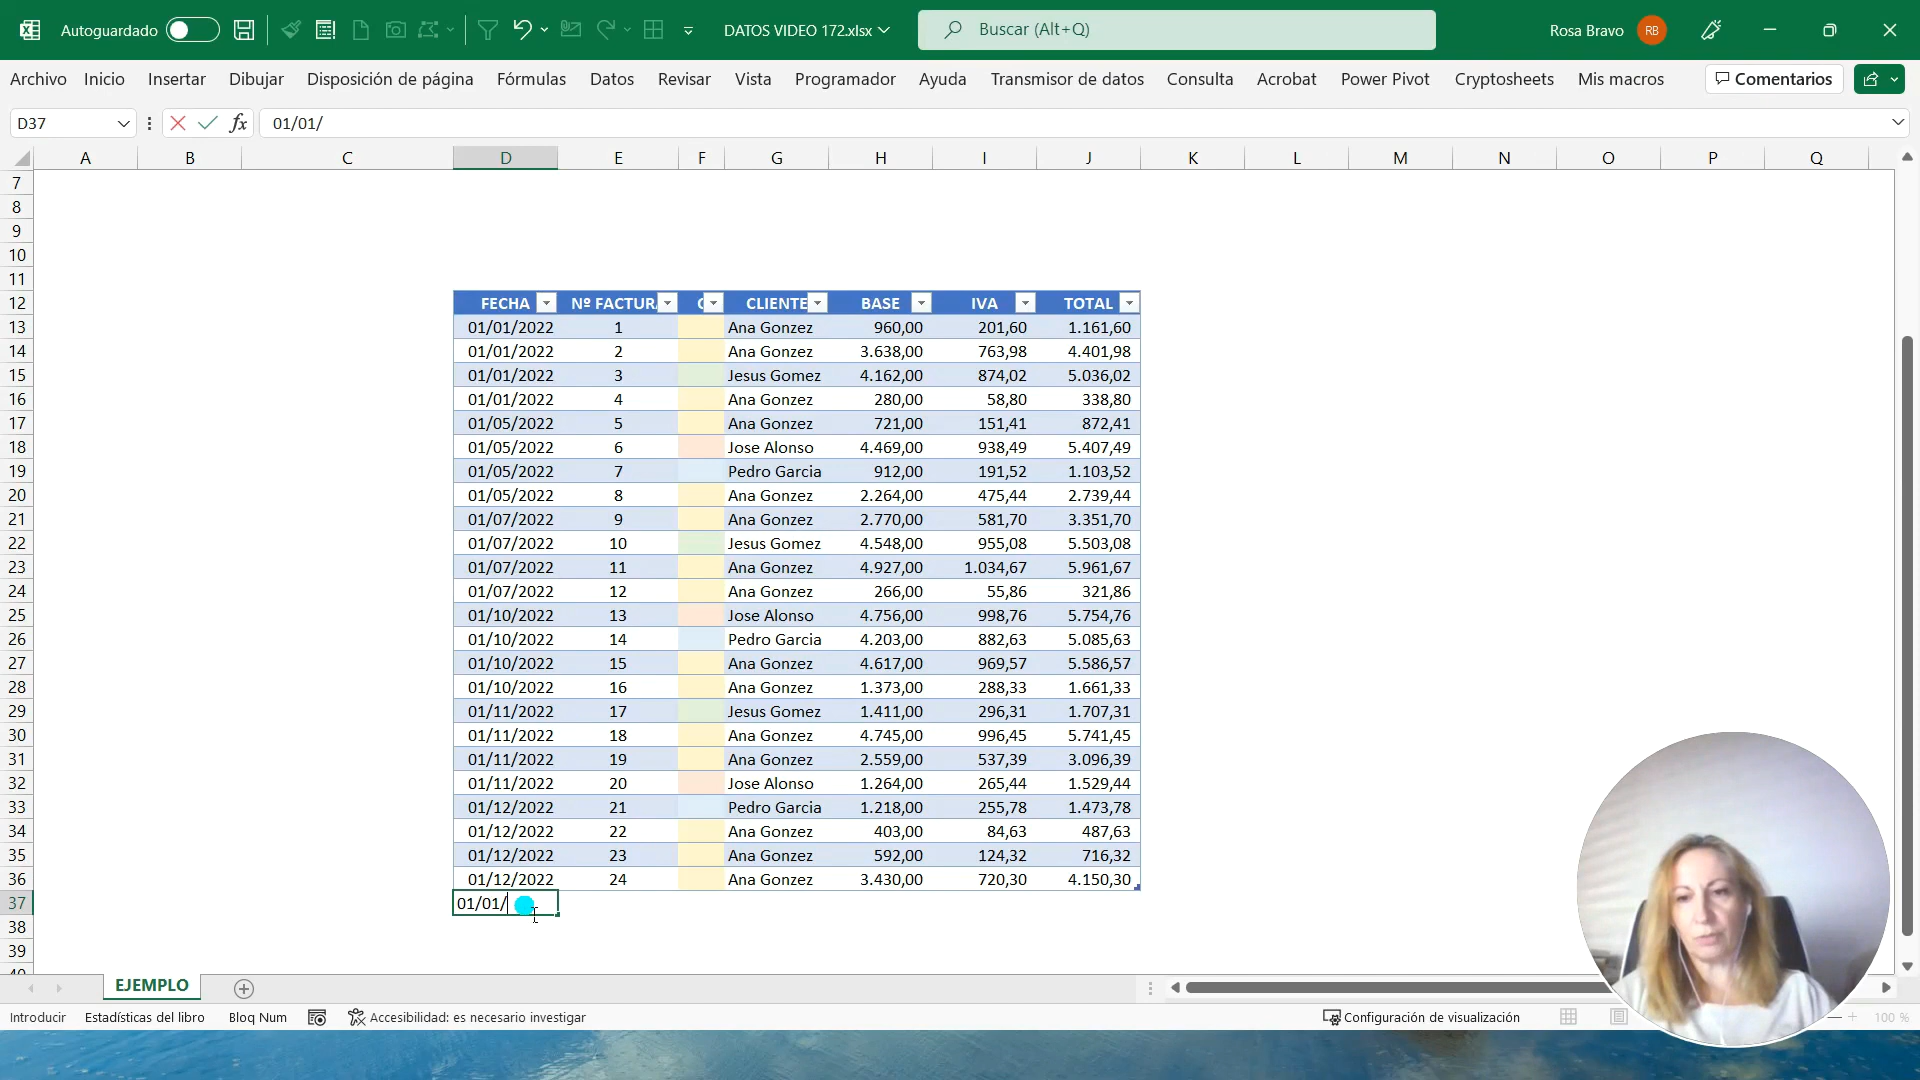 Autoguardado DATOS VIDEO 172.xlsx Buscar (Alt+Q) Rosa Bravo RB
Archivo Inicio Insertar Dibujar Disposición de página Fórmulas Datos Revisar Vista Programador Ayuda Transmisor de datos Consulta Acrobat Power Pivot Cryptosheets Mis macros Comentarios
D37 fx 01/01/
A B C D E F G H I J K L M N O P Q
7
8
9
10
11
12 FECHA Nº FACTUR CLIENTE BASE IVA TOTAL
13 01/01/2022 1 Ana Gonzez 960,00 201,60 1.161,60
14 01/01/2022 2 Ana Gonzez 3.638,00 763,98 4.401,98
15 01/01/2022 3 Jesus Gomez 4.162,00 874,02 5.036,02
16 01/01/2022 4 Ana Gonzez 280,00 58,80 338,80
17 01/05/2022 5 Ana Gonzez 721,00 151,41 872,41
18 01/05/2022 6 Jose Alonso 4.469,00 938,49 5.407,49
19 01/05/2022 7 Pedro Garcia 912,00 191,52 1.103,52
20 01/05/2022 8 Ana Gonzez 2.264,00 475,44 2.739,44
21 01/07/2022 9 Ana Gonzez 2.770,00 581,70 3.351,70
22 01/07/2022 10 Jesus Gomez 4.548,00 955,08 5.503,08
23 01/07/2022 11 Ana Gonzez 4.927,00 1.034,67 5.961,67
24 01/07/2022 12 Ana Gonzez 266,00 55,86 321,86
25 01/10/2022 13 Jose Alonso 4.756,00 998,76 5.754,76
26 01/10/2022 14 Pedro Garcia 4.203,00 882,63 5.085,63
27 01/10/2022 15 Ana Gonzez 4.617,00 969,57 5.586,57
28 01/10/2022 16 Ana Gonzez 1.373,00 288,33 1.661,33
29 01/11/2022 17 Jesus Gomez 1.411,00 296,31 1.707,31
30 01/11/2022 18 Ana Gonzez 4.745,00 996,45 5.741,45
31 01/11/2022 19 Ana Gonzez 2.559,00 537,39 3.096,39
32 01/11/2022 20 Jose Alonso 1.264,00 265,44 1.529,44
33 01/12/2022 21 Pedro Garcia 1.218,00 255,78 1.473,78
34 01/12/2022 22 Ana Gonzez 403,00 84,63 487,63
35 01/12/2022 23 Ana Gonzez 592,00 124,32 716,32
36 01/12/2022 24 Ana Gonzez 3.430,00 720,30 4.150,30
37 01/01/
38
39
EJEMPLO
Introducir Estadísticas del libro Bloq Num Accesibilidad: es necesario investigar Configuración de visualización 100 %